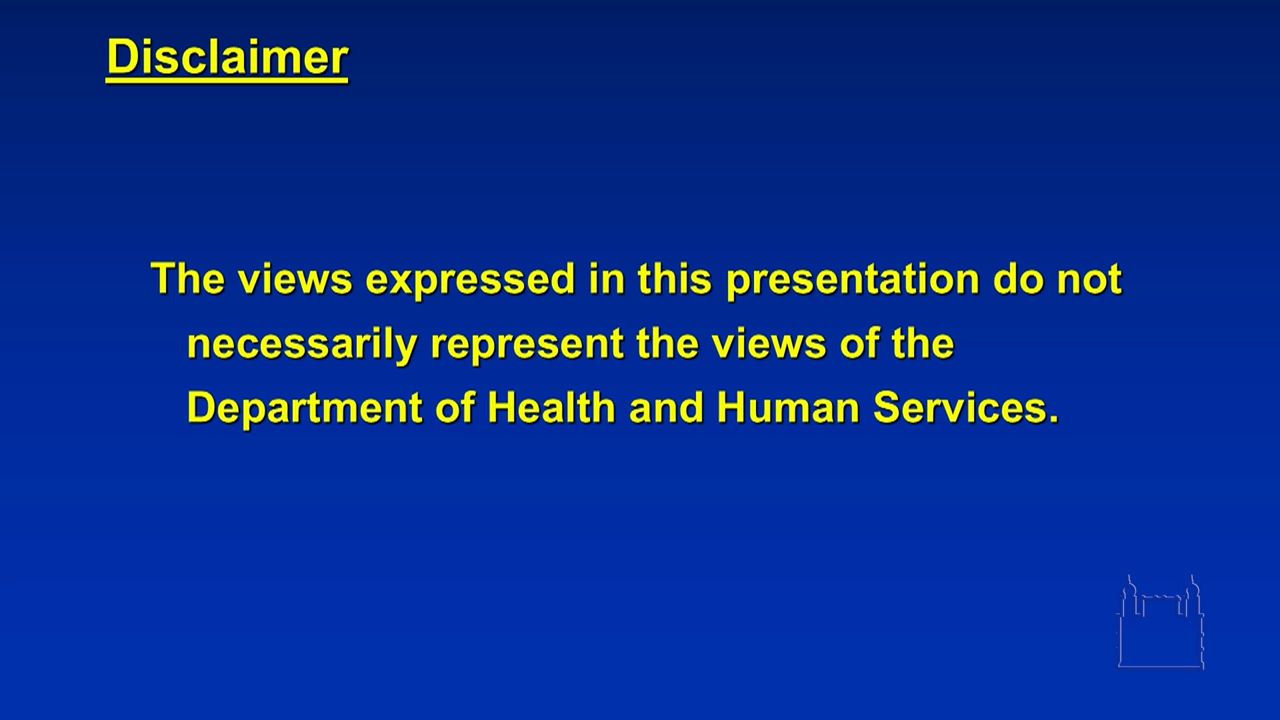 Disclaimer
The views expressed in this presentation do not
necessarily represent the views of the
Department of Health and Human Services.